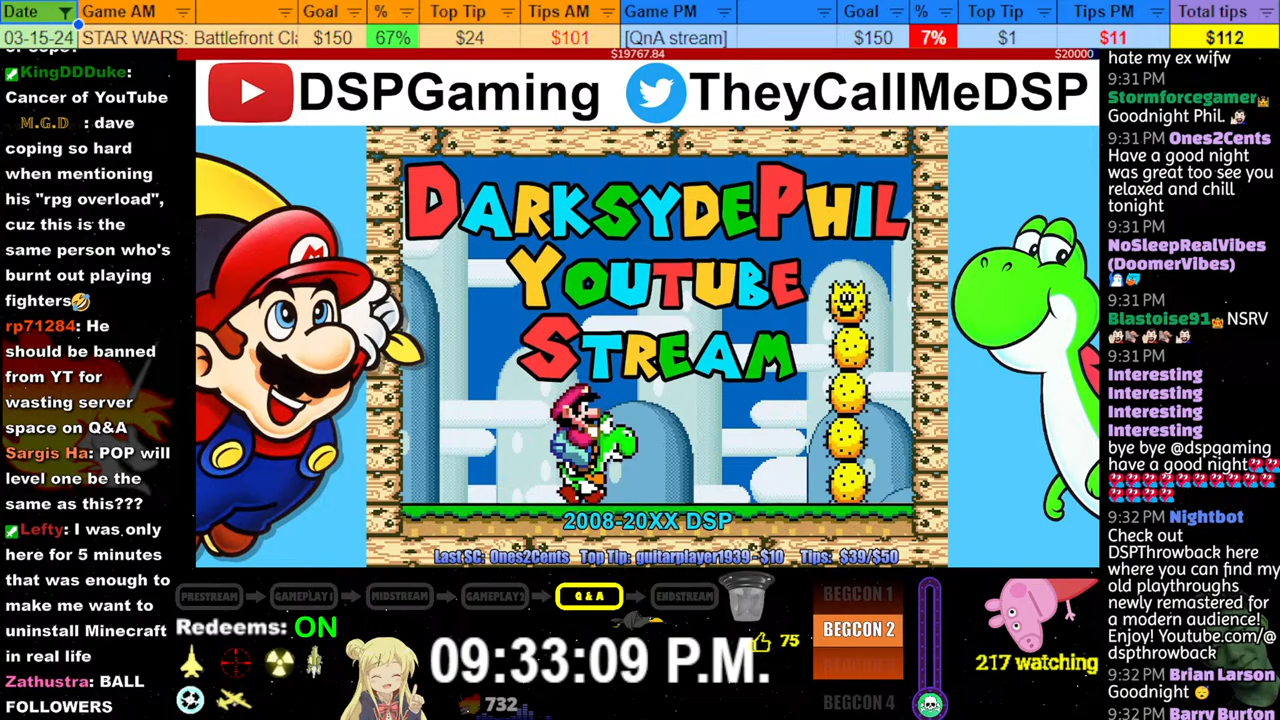 Date Game AM Goal % Top Tip Tips AM Game PM Goal % Top Tip Tips PM Total tips
03-15-24 STAR WARS: Battlefront Cla $150 67% $24 $101 [QnA stream] $150 7% $1 $11 $112
$19767.84 $20000
KingDDDuke:
Cancer of YouTube
M.G.D : dave
coping so hard
when mentioning
his "rpg overload",
cuz this is the
same person who's
burnt out playing
fighters🤣
rp71284: He
should be banned
from YT for
wasting server
space on Q&A
Sargis Ha: POP will
level one be the
same as this???
Lefty: I was only
here for 5 minutes
that was enough to
make me want to
uninstall Minecraft
in real life
Zathustra: BALL
FOLLOWERS
DSPGaming TheyCallMeDSP
DARKSYDEPHIL
YOUTUBE
STREAM
2008-20XX DSP
Last SC: Ones2Cents Top Tip: guitarplayer1939 - $10 Tips: $39/$50
PRESTREAM GAMEPLAY1 MIDSTREAM GAMEPLAY2 Q & A ENDSTREAM
Redeems: ON
09:33:09 P.M.
75
732
BEGCON 1
BEGCON 2
BEGCON 4
217 watching
hate my ex wifw
9:31 PM
Stormforcegamer
Goodnight Phil.
9:31 PM Ones2Cents
Have a good night
was great too see you
relaxed and chill
tonight
9:31 PM
NoSleepRealVibes
(DoomerVibes)
9:31 PM
Blastoise91 NSRV
9:31 PM
Interesting
Interesting
Interesting
Interesting
bye bye @dspgaming
have a good night
9:32 PM Nightbot
Check out
DSPThrowback here
where you can find my
old playthroughs
newly remastered for
a modern audience!
Enjoy! Youtube.com/@
dspthrowback
9:32 PM Brian Larson
Goodnight
9:32 PM Barry Burton